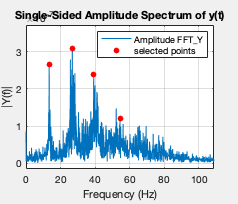 Single-Sided Amplitude Spectrum of y(t)
Amplitude FFT_Y
selected points
|Y(f)|
3
2
1
0
0 20 40 60 80 100
Frequency (Hz)